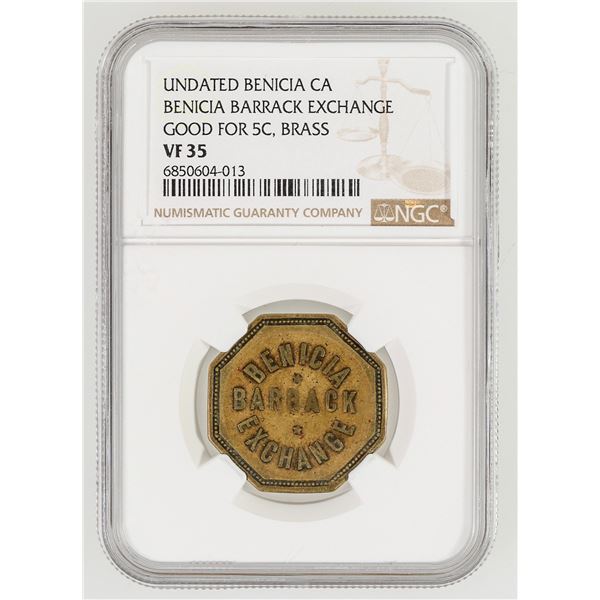 UNDATED BENICIA CA
BENICIA BARRACK EXCHANGE
GOOD FOR 5C, BRASS
VF 35
6850604-013
NUMISMATIC GUARANTY COMPANY
NGC®
BENICIA
BARRACK
EXCHANGE